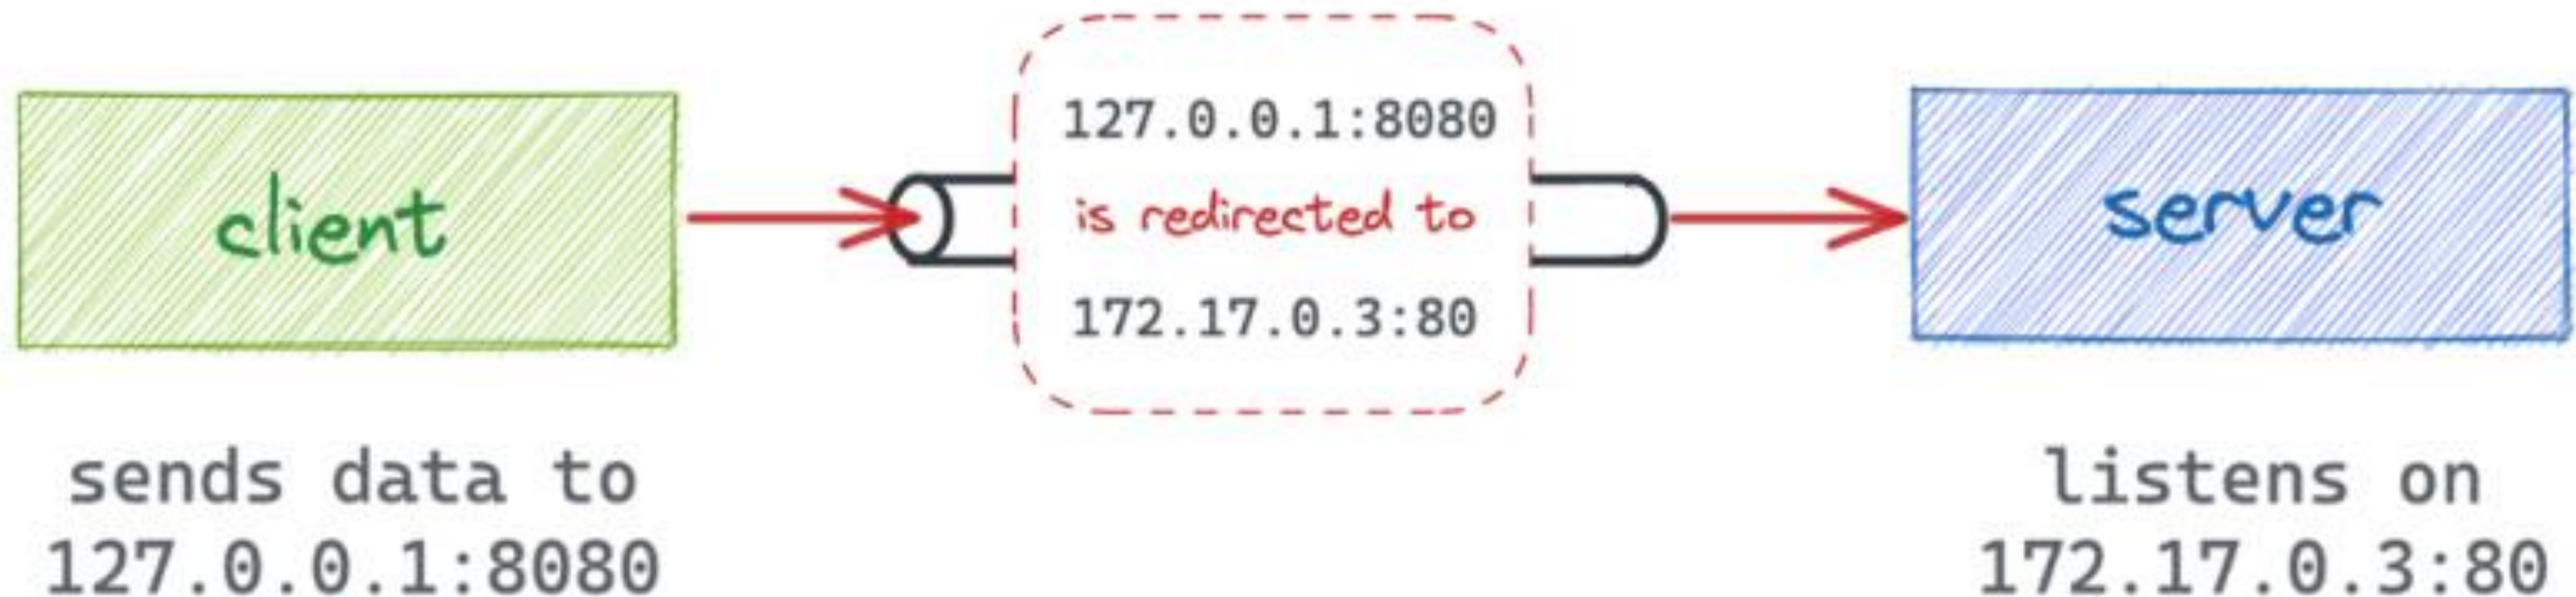 client
sends data to
127.0.0.1:8080
127.0.0.1:8080
is redirected to
172.17.0.3:80
server
listens on
172.17.0.3:80